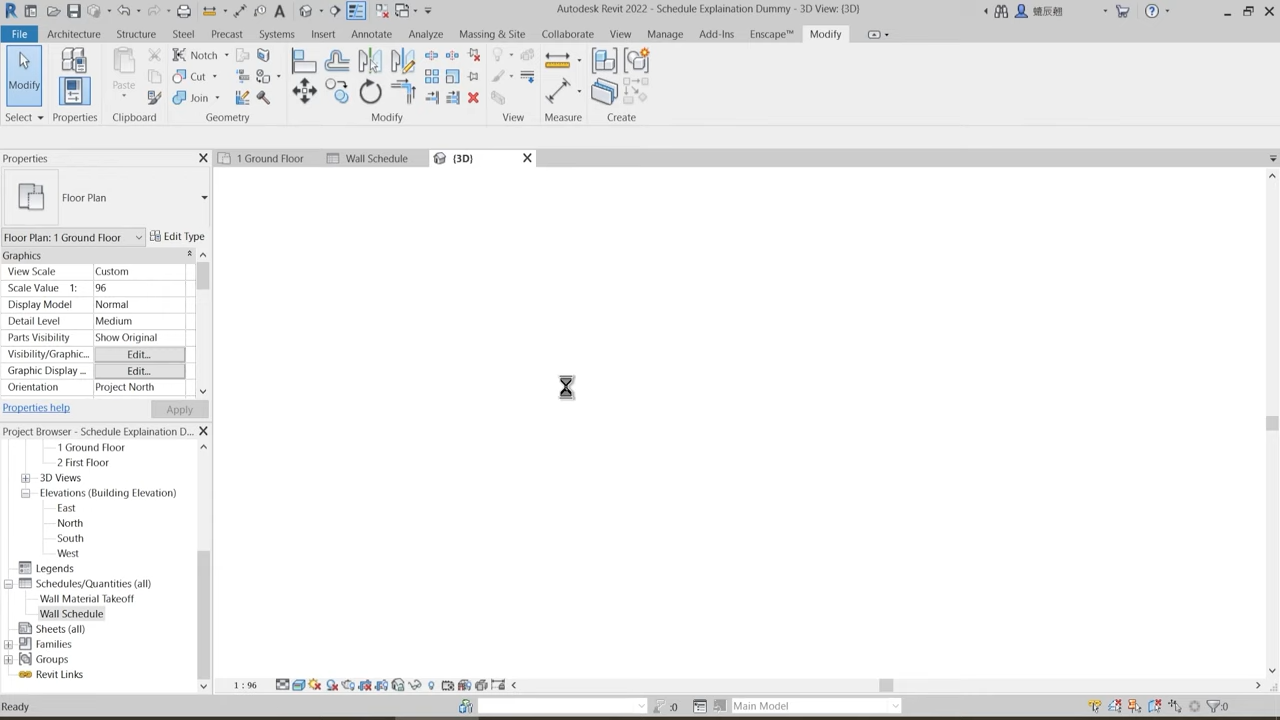 Autodesk Revit 2022 - Schedule Explaination Dummy - 3D View: {3D}
File Architecture Structure Steel Precast Systems Insert Annotate Analyze Massing & Site Collaborate View Manage Add-Ins Enscape™ Modify
Modify
Paste
Notch
Cut
Join
Select Properties Clipboard Geometry Modify View Measure Create
Properties
1 Ground Floor Wall Schedule {3D}
Floor Plan
Floor Plan: 1 Ground Floor Edit Type
Graphics
View Scale Custom
Scale Value 1: 96
Display Model Normal
Detail Level Medium
Parts Visibility Show Original
Visibility/Graphic... Edit...
Graphic Display ... Edit...
Orientation Project North
Properties help Apply
Project Browser - Schedule Explaination D...
1 Ground Floor
2 First Floor
3D Views
Elevations (Building Elevation)
East
North
South
West
Legends
Schedules/Quantities (all)
Wall Material Takeoff
Wall Schedule
Sheets (all)
Families
Groups
Revit Links
1 : 96
Ready
:0
Main Model
:0